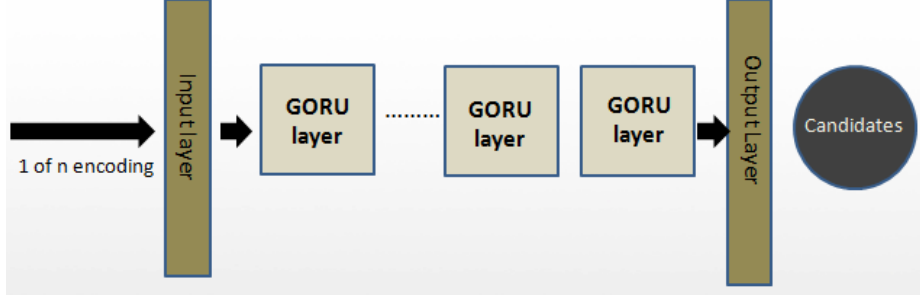 1 of n encoding
Input layer
GORU
layer
.........
GORU
layer
GORU
layer
Output Layer
Candidates